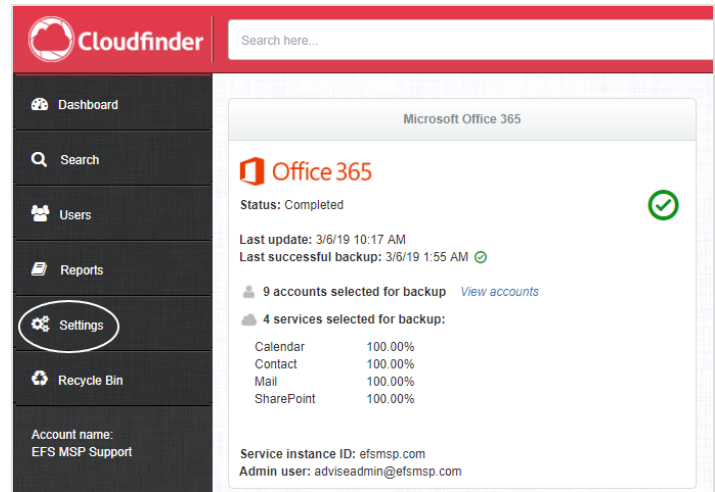 Cloudfinder
Search here...
Dashboard
Search
Users
Reports
Settings
Recycle Bin
Account name:
EFS MSP Support
Microsoft Office 365
Office 365
Status: Completed
Last update: 3/6/19 10:17 AM
Last successful backup: 3/6/19 1:55 AM
9 accounts selected for backup View accounts
4 services selected for backup:
Calendar 100.00%
Contact 100.00%
Mail 100.00%
SharePoint 100.00%
Service instance ID: efsmsp.com
Admin user: adviseadmin@efsmsp.com